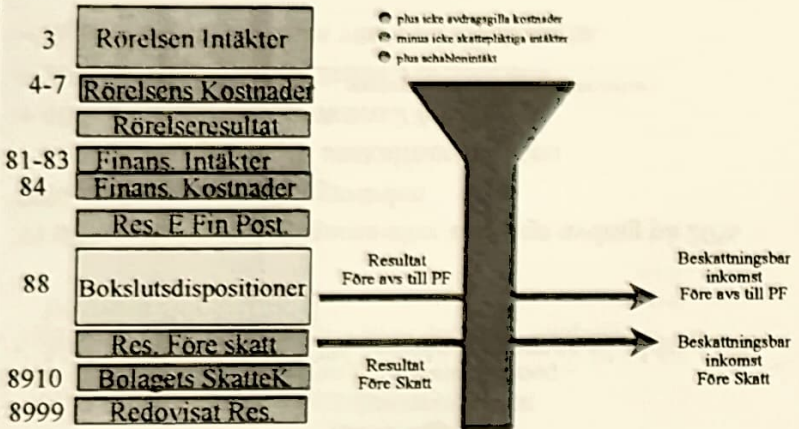 plus icke avdragsgilla kostnader
minus icke skattepliktiga intäkter
plus schablonintäkt
3 Rörelsen Intäkter
4-7 Rörelsens Kostnader
Rörelseresultat
81-83 Finans. Intäkter
84 Finans. Kostnader
Res. E Fin Post.
88 Bokslutsdispositioner
Resultat
Före avs till PF
Beskattningsbar
inkomst
Före avs till PF
Res. Före skatt
Resultat
Före Skatt
Beskattningsbar
inkomst
Före Skatt
8910 Bolagets SkatteK
8999 Redovisat Res.